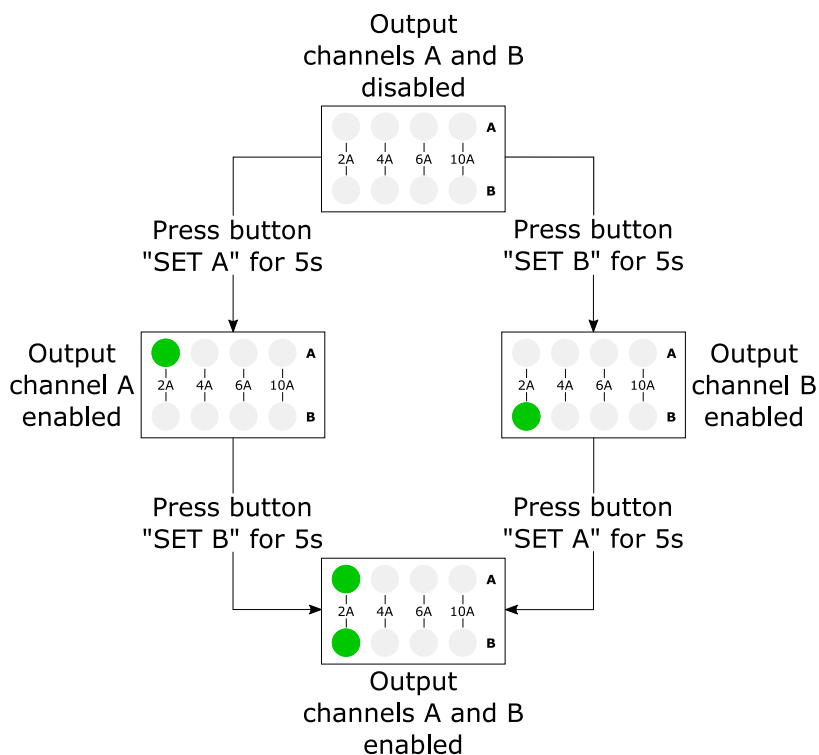 Output
channels A and B
disabled
A
2A 4A 6A 10A
B
Press button
"SET A" for 5s
Press button
"SET B" for 5s
Output
channel A
enabled
A
2A 4A 6A 10A
B
A
2A 4A 6A 10A
B
Output
channel B
enabled
Press button
"SET B" for 5s
Press button
"SET A" for 5s
A
2A 4A 6A 10A
B
Output
channels A and B
enabled